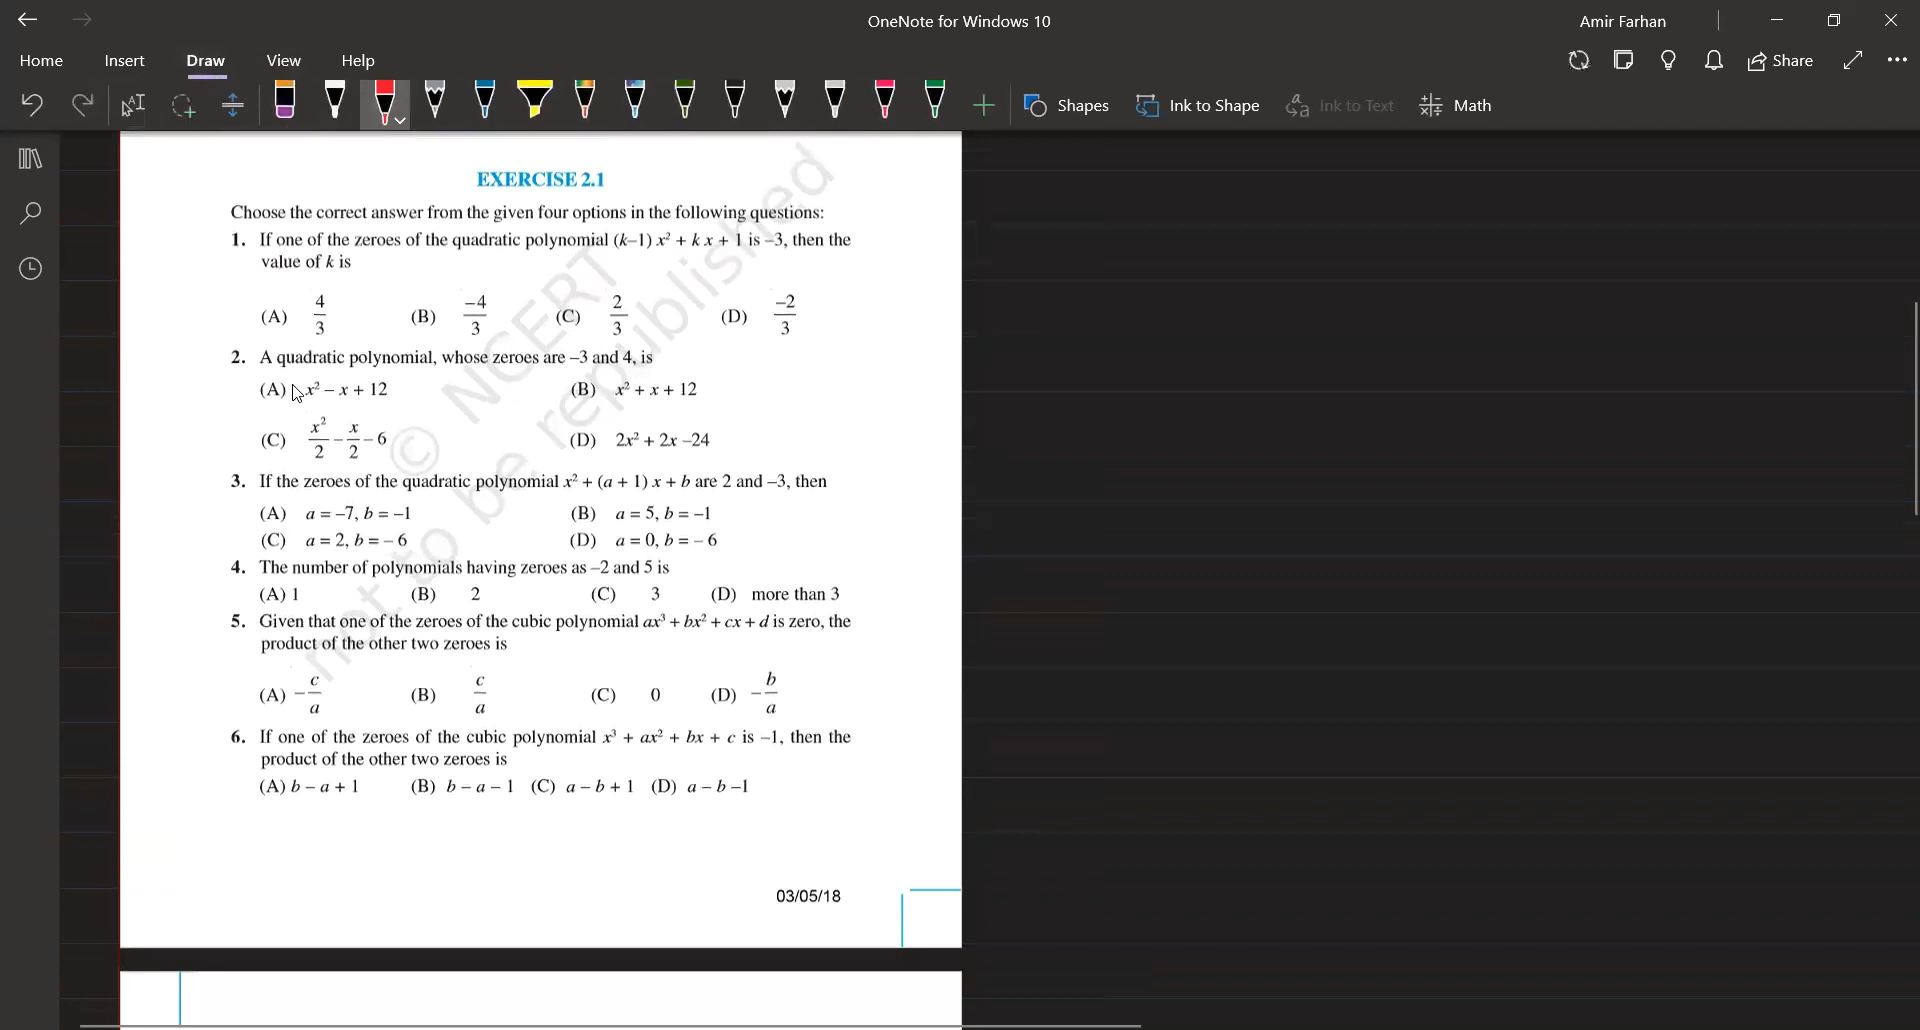 OneNote for Windows 10
Amir Farhan
Home Insert Draw View Help
Share
Shapes Ink to Shape Ink to Text Math
EXERCISE 2.1
Choose the correct answer from the given four options in the following questions:
1. If one of the zeroes of the quadratic polynomial (k–1) x² + k x + 1 is –3, then the
value of k is
(A) 4/3 (B) –4/3 (C) 2/3 (D) –2/3
2. A quadratic polynomial, whose zeroes are –3 and 4, is
(A) x² – x + 12 (B) x² + x + 12
(C) x²/2 – x/2 – 6 (D) 2x² + 2x –24
3. If the zeroes of the quadratic polynomial x² + (a + 1) x + b are 2 and –3, then
(A) a = –7, b = –1 (B) a = 5, b = –1
(C) a = 2, b = – 6 (D) a = 0, b = – 6
4. The number of polynomials having zeroes as –2 and 5 is
(A) 1 (B) 2 (C) 3 (D) more than 3
5. Given that one of the zeroes of the cubic polynomial ax³ + bx² + cx + d is zero, the
product of the other two zeroes is
(A) –c/a (B) c/a (C) 0 (D) –b/a
6. If one of the zeroes of the cubic polynomial x³ + ax² + bx + c is –1, then the
product of the other two zeroes is
(A) b – a + 1 (B) b – a – 1 (C) a – b + 1 (D) a – b –1
03/05/18
© NCERT
not to be republished